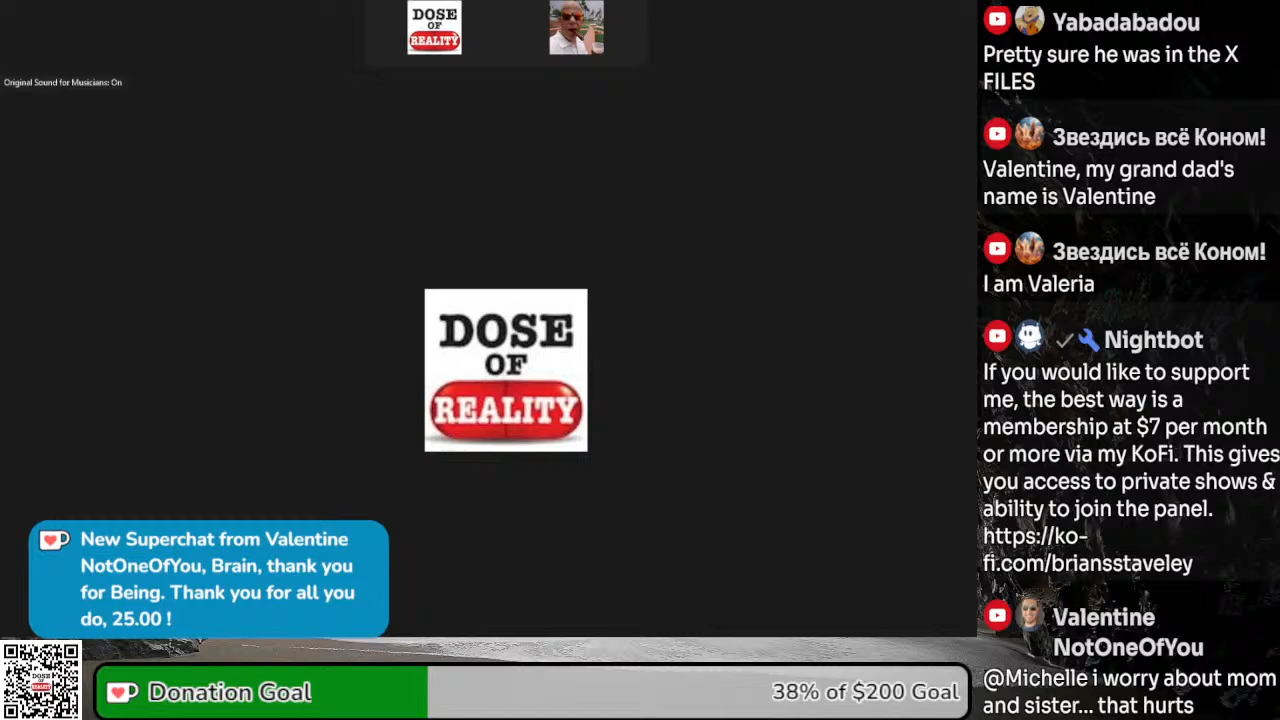 DOSE
OF
REALITY
Original Sound for Musicians: On
DOSE
OF
REALITY
New Superchat from Valentine
NotOneOfYou, Brain, thank you
for Being. Thank you for all you
do, 25.00 !
DOSE
OF
REALITY
Donation Goal
38% of $200 Goal
Yabadabadou
Pretty sure he was in the X
FILES
Звездись всё Коном!
Valentine, my grand dad's
name is Valentine
Звездись всё Коном!
I am Valeria
Nightbot
If you would like to support
me, the best way is a
membership at $7 per month
or more via my KoFi. This gives
you access to private shows &
ability to join the panel.
https://ko-
fi.com/briansstaveley
Valentine
NotOneOfYou
@Michelle i worry about mom
and sister... that hurts